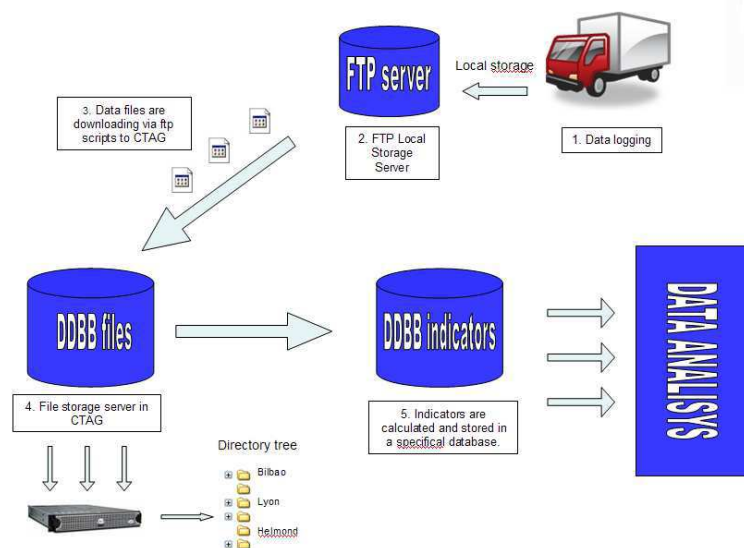 FTP server
Local storage
3. Data files are
downloading via ftp
scripts to CTAG
2. FTP Local
Storage
Server
1. Data logging
DDBB files
DDBB indicators
DATA ANALISYS
4. File storage server in
CTAG
5. Indicators are
calculated and stored in
a specifical database.
Directory tree
Bilbao
Lyon
Helmond